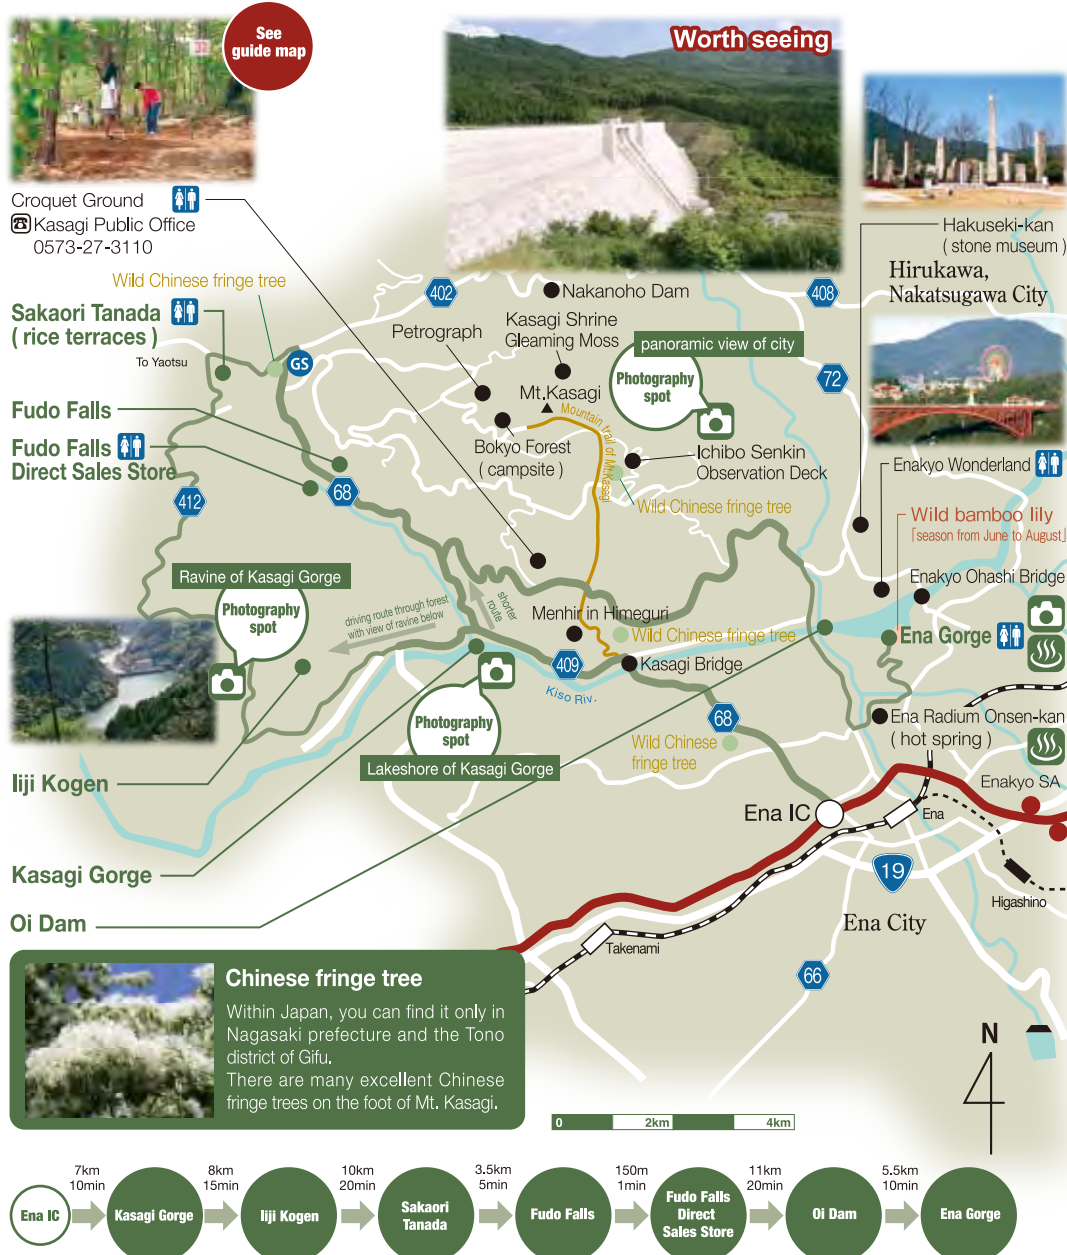 See
guide map
Worth seeing
Croquet Ground
Kasagi Public Office
0573-27-3110
Hakuseki-kan
( stone museum )
Hirukawa,
Nakatsugawa City
Wild Chinese fringe tree
402
Nakanoho Dam
408
Sakaori Tanada
( rice terraces )
To Yaotsu
GS
Petrograph
Kasagi Shrine
Gleaming Moss
panoramic view of city
Photography
spot
72
Mt.Kasagi
Mountain trail of Mt.Kasagi
Fudo Falls
Fudo Falls
Direct Sales Store
68
412
Bokyo Forest
( campsite )
Ichibo Senkin
Observation Deck
Wild Chinese fringe tree
Enakyo Wonderland
Wild bamboo lily
「season from June to August」
Enakyo Ohashi Bridge
Ravine of Kasagi Gorge
Photography
spot
driving route through forest
with view of ravine below
shorter
route
Menhir in Himeguri
Wild Chinese fringe tree
Ena Gorge
409
Kasagi Bridge
Kiso Riv.
Photography
spot
Lakeshore of Kasagi Gorge
68
Wild Chinese
fringe tree
Ena Radium Onsen-kan
( hot spring )
Iiji Kogen
Enakyo SA
Ena IC
Ena
Kasagi Gorge
19
Higashino
Oi Dam
Ena City
Takenami
66
Chinese fringe tree
Within Japan, you can find it only in
Nagasaki prefecture and the Tono
district of Gifu.
There are many excellent Chinese
fringe trees on the foot of Mt. Kasagi.
N
0 2km 4km
7km
10min
8km
15min
10km
20min
3.5km
5min
150m
1min
11km
20min
5.5km
10min
Ena IC
Kasagi Gorge
Iiji Kogen
Sakaori
Tanada
Fudo Falls
Fudo Falls
Direct
Sales Store
Oi Dam
Ena Gorge